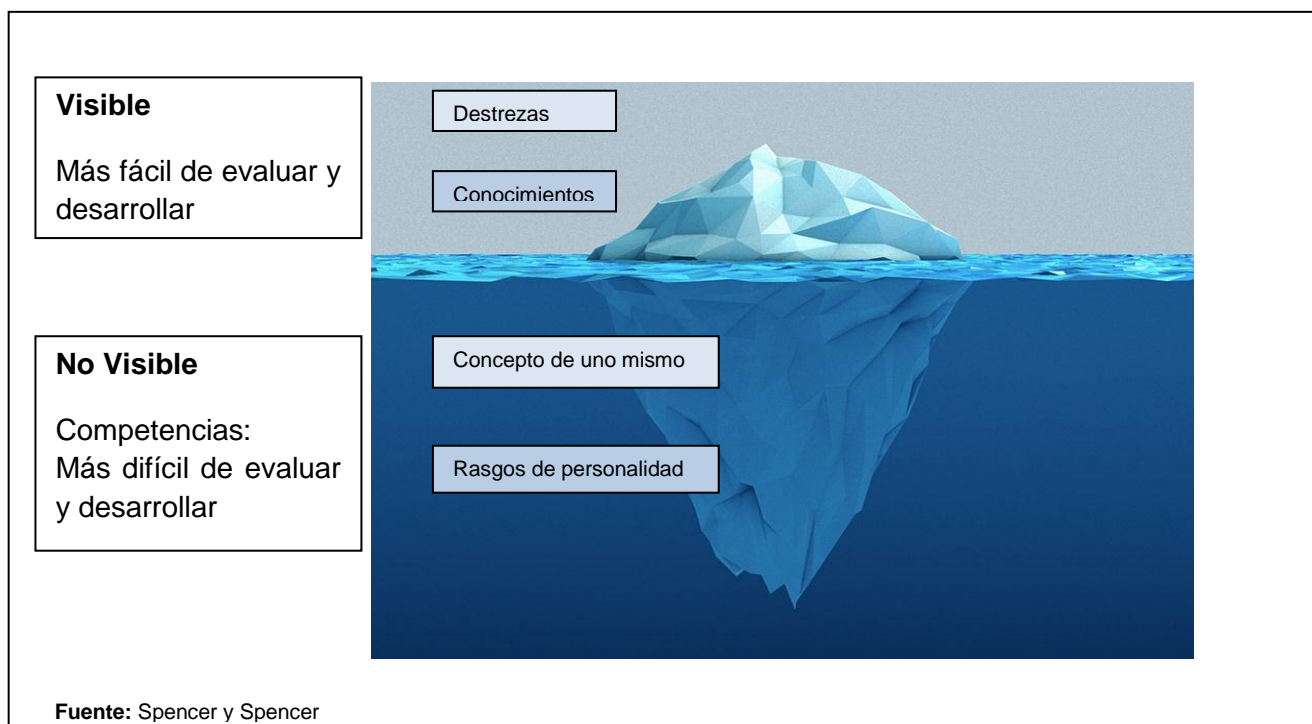 Visible
Más fácil de evaluar y
desarrollar
Destrezas
Conocimientos
No Visible
Competencias:
Más difícil de evaluar
y desarrollar
Concepto de uno mismo
Rasgos de personalidad
Fuente: Spencer y Spencer